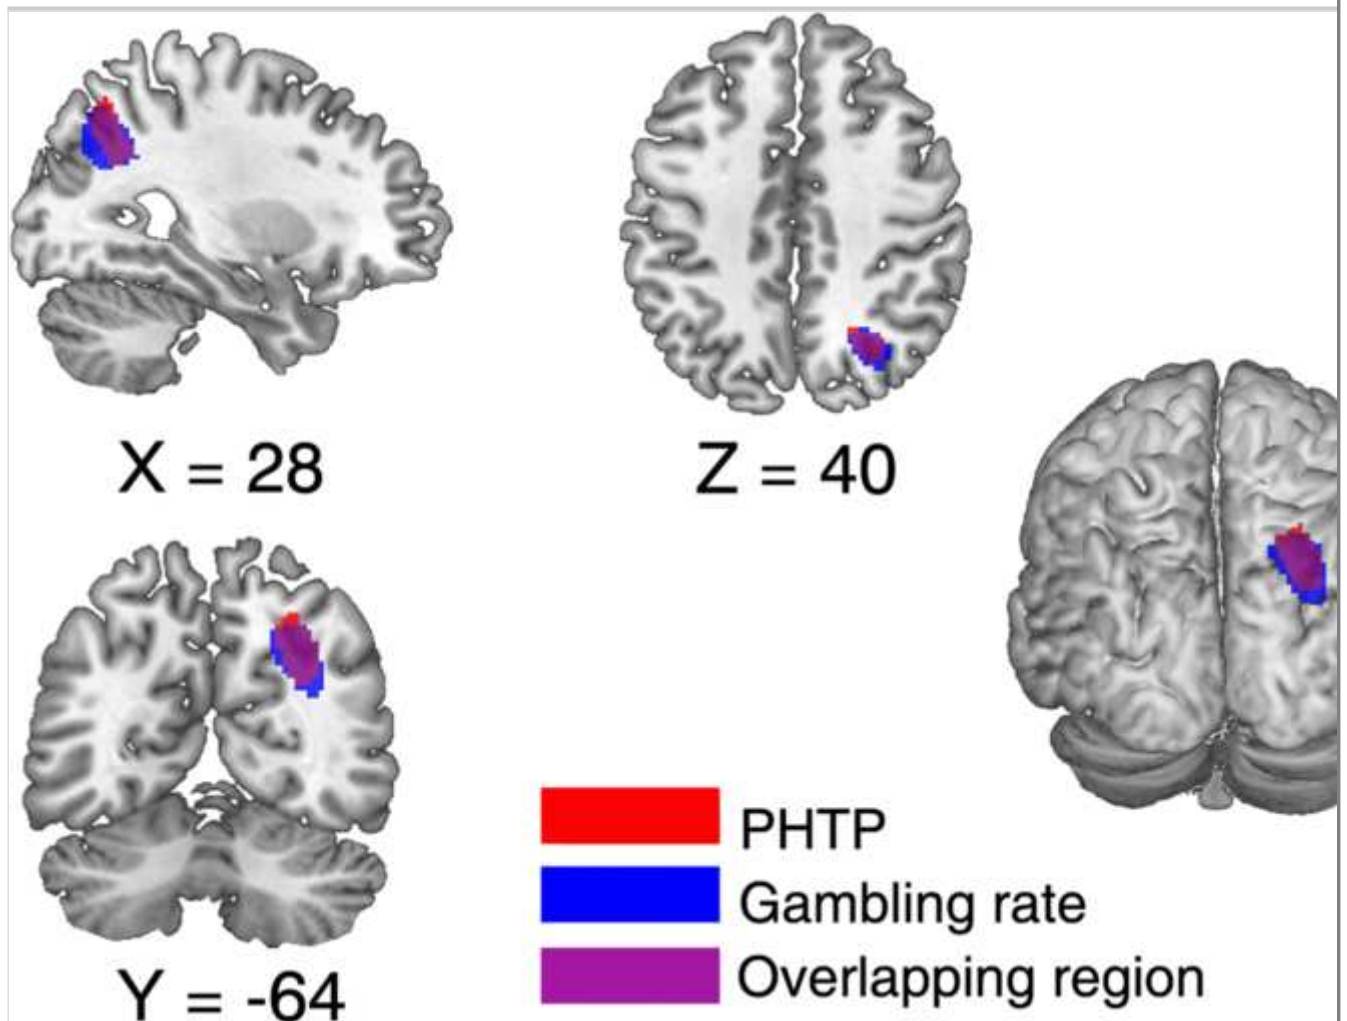 X = 28
Z = 40
Y = -64
PHTP
Gambling rate
Overlapping region